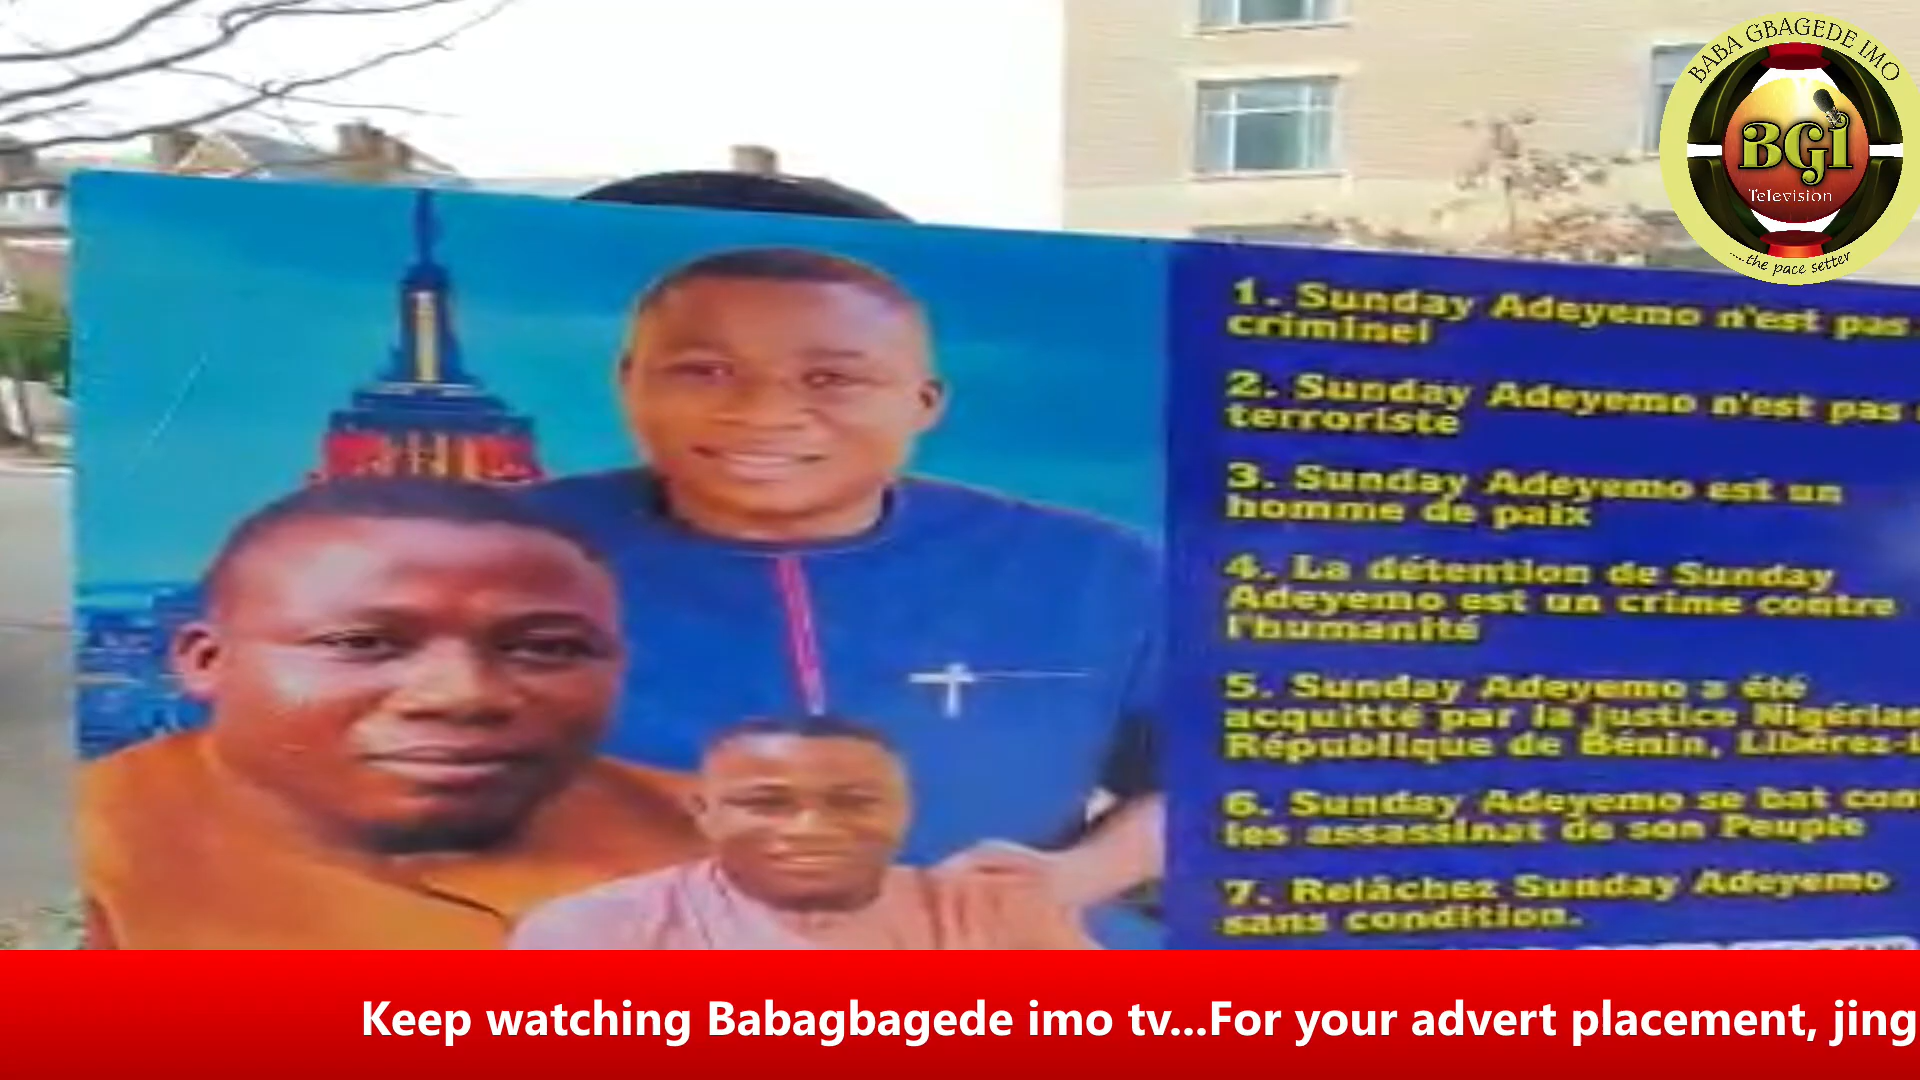 BABA GBAGEDE IMO
BGI
Television
....the pace setter
1. Sunday Adeyemo n'est pas
criminel
2. Sunday Adeyemo n'est pas
terroriste
3. Sunday Adeyemo est un
homme de paix
4. La détention de Sunday
Adeyemo est un crime contre
l'humanité
5. Sunday Adeyemo a été
acquitté par la justice
République de Bénin,
6. Sunday Adeyemo se bat
les assassinat de son Peuple
7. Relâchez Sunday Adeyemo
sans condition.
Keep watching Babagbagede imo tv...For your advert placement, jing